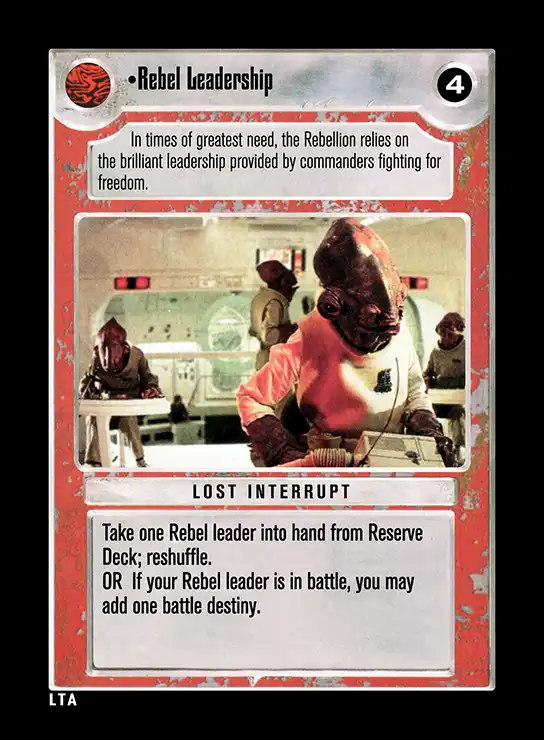 •Rebel Leadership
4
In times of greatest need, the Rebellion relies on
the brilliant leadership provided by commanders fighting for
freedom.
LOST INTERRUPT
Take one Rebel leader into hand from Reserve
Deck; reshuffle.
OR If your Rebel leader is in battle, you may
add one battle destiny.
LTA